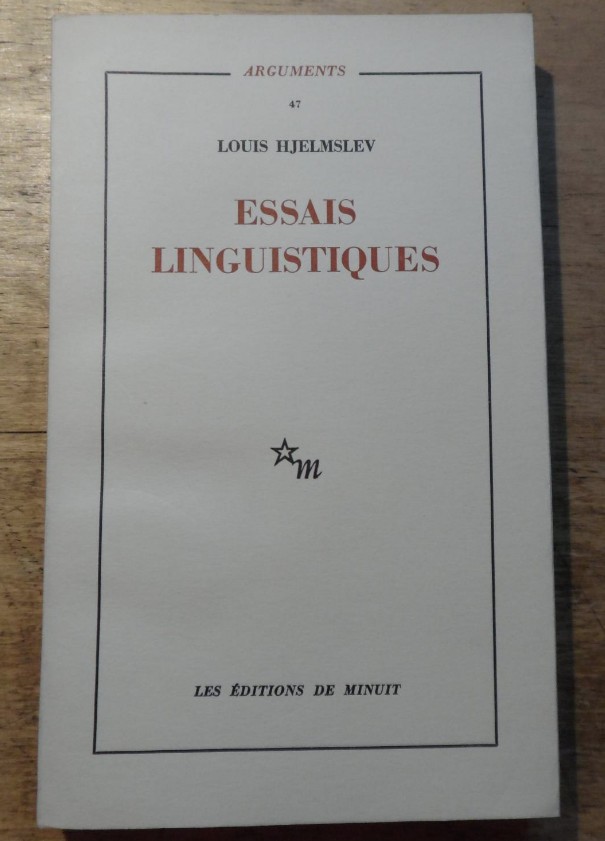 ARGUMENTS
47
LOUIS HJELMSLEV
ESSAIS
LINGUISTIQUES
m
LES ÉDITIONS DE MINUIT